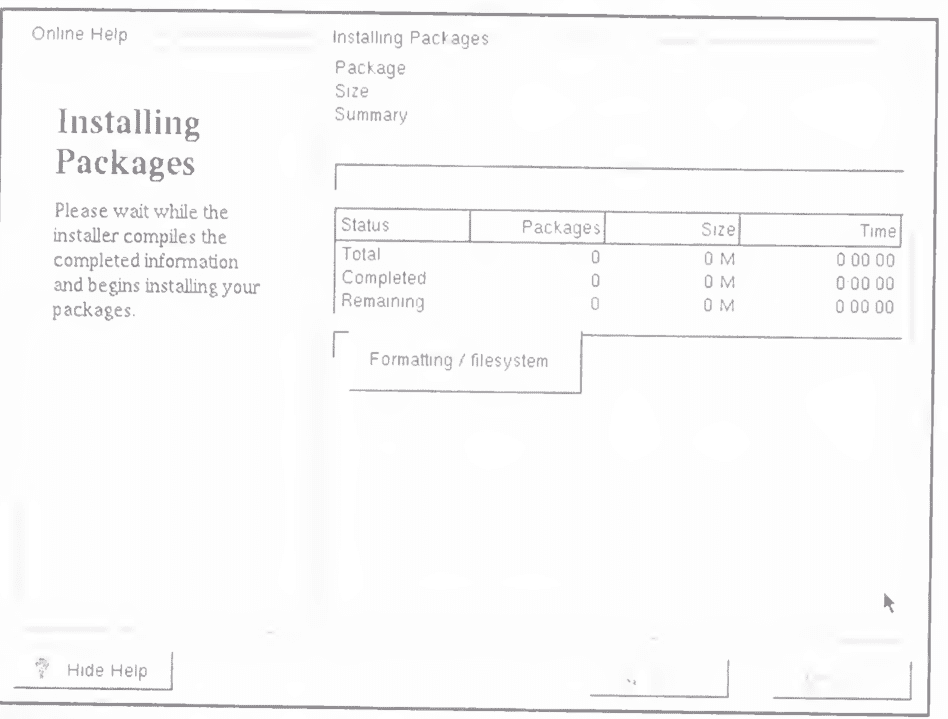 Online Help
Installing
Packages
Please wait while the
installer compiles the
completed information
and begins installing your
packages.
Hide Help
Installing Packages
Package
Size
Summary
Status Packages Size Time
Total 0 0 M 0 00 00
Completed 0 0 M 0 00 00
Remaining 0 0 M 0 00 00
Formatting / filesystem